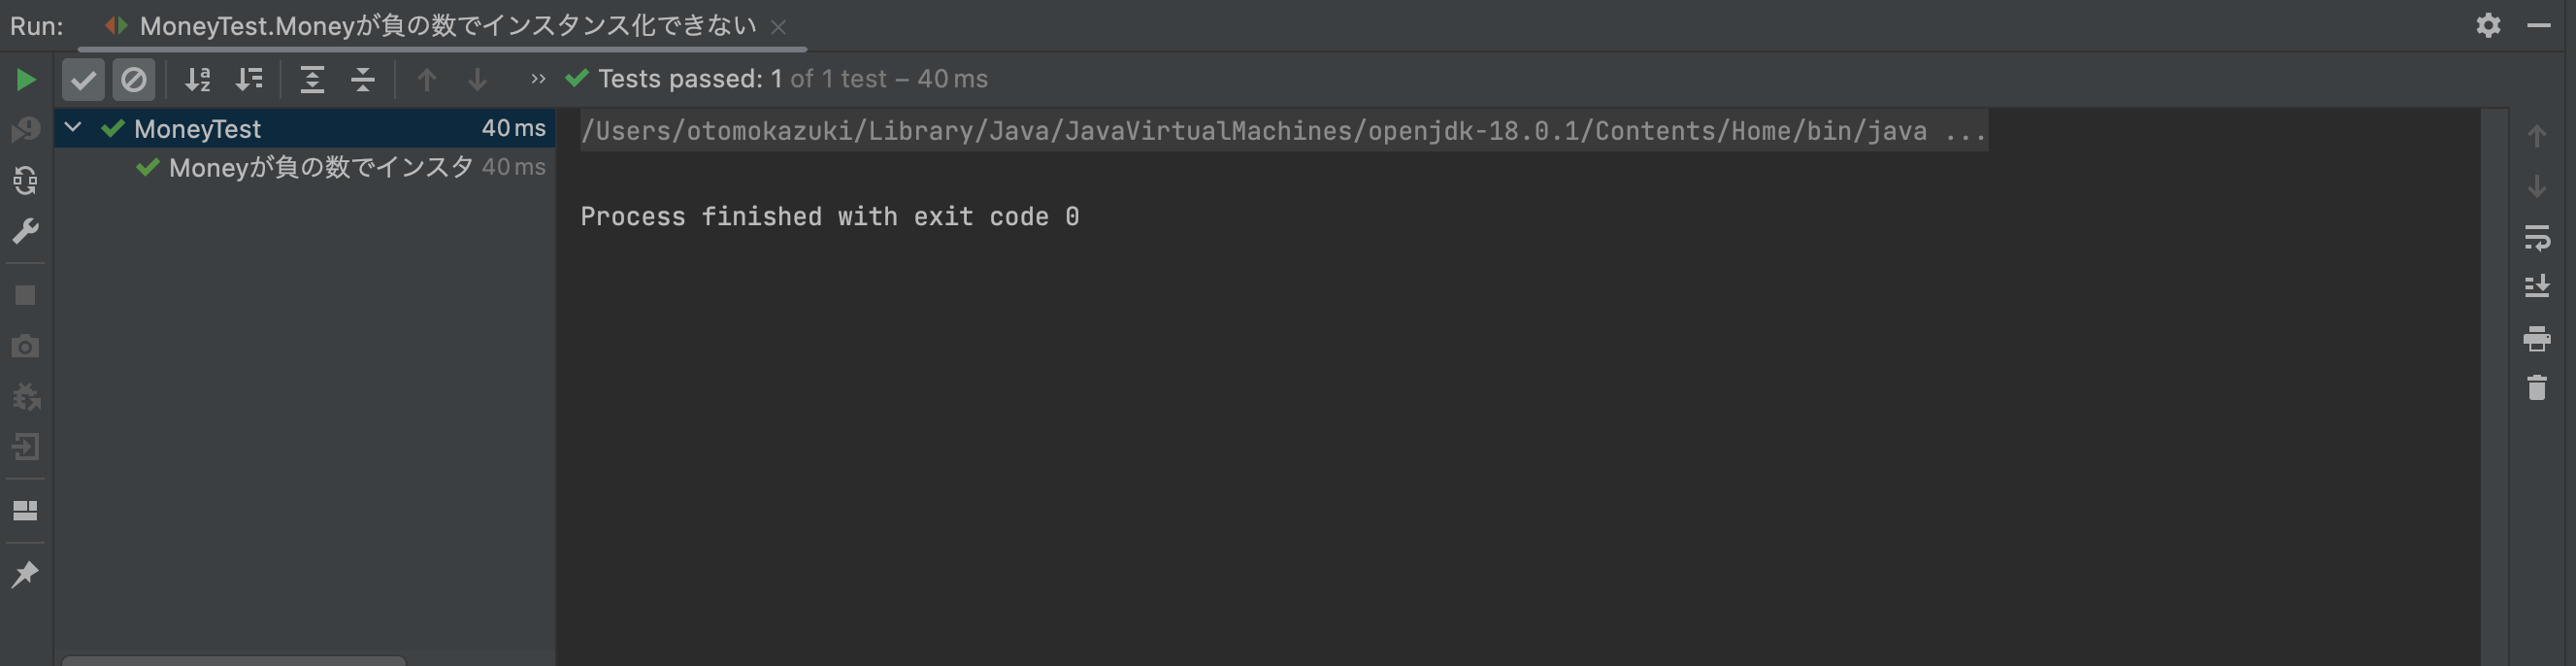 Run: MoneyTest.Moneyが負の数でインスタンス化できない
Tests passed: 1 of 1 test – 40 ms
MoneyTest 40 ms
Moneyが負の数でインスタ 40 ms
/Users/otomokazuki/Library/Java/JavaVirtualMachines/openjdk-18.0.1/Contents/Home/bin/java ...
Process finished with exit code 0